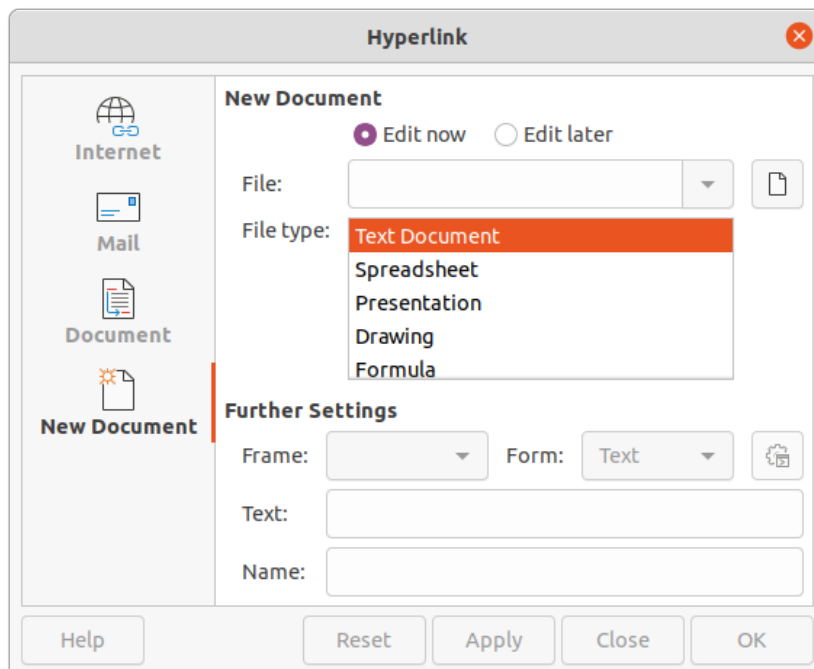 Hyperlink
Internet
Mail
Document
New Document
New Document
Edit now Edit later
File:
File type:
Text Document
Spreadsheet
Presentation
Drawing
Formula
Further Settings
Frame: Form: Text
Text:
Name:
Help Reset Apply Close OK